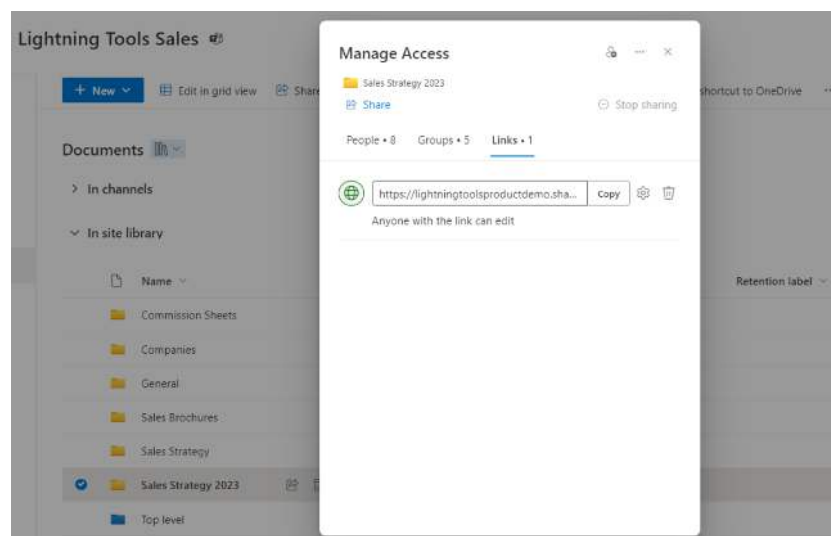 Lightning Tools Sales
+ New
Edit in grid view
Share
shortcut to OneDrive
Documents
In channels
In site library
Name
Retention label
Commission Sheets
Companies
General
Sales Brochures
Sales Strategy
Sales Strategy 2023
Top level
Manage Access
Sales Strategy 2023
Share
Stop sharing
People • 8
Groups • 5
Links • 1
https://lightningtoolsproductdemo.sha...
Copy
Anyone with the link can edit